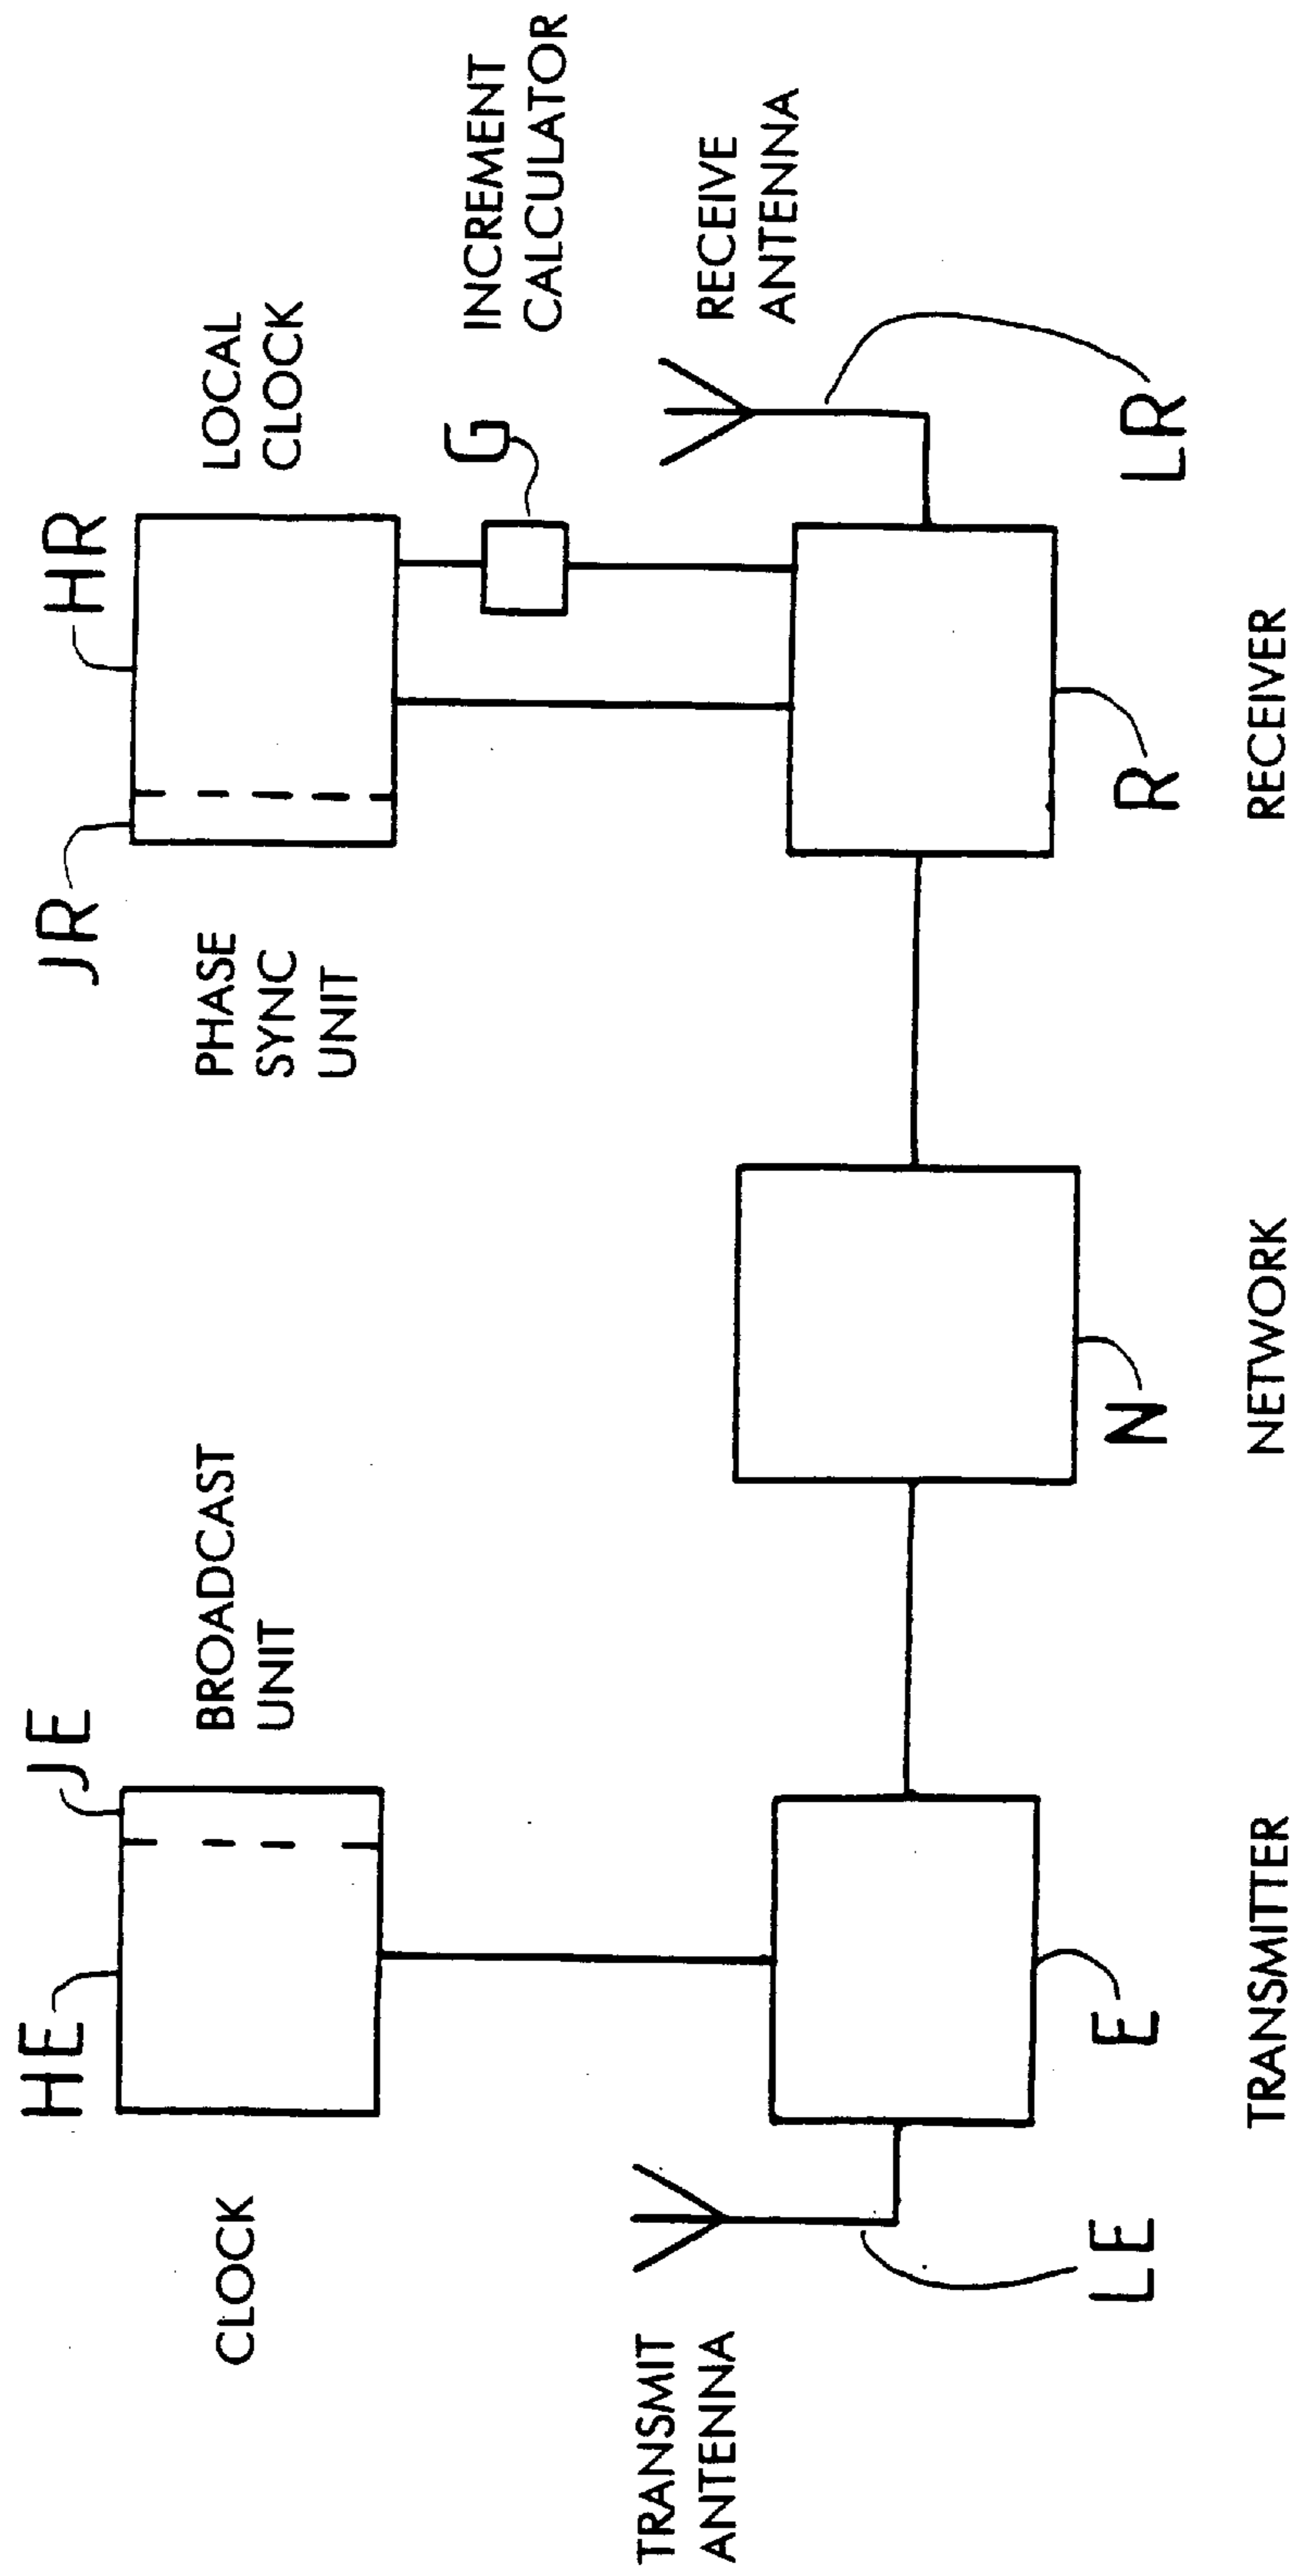 HE
JE
JR
HR
CLOCK
BROADCAST
UNIT
PHASE
SYNC
UNIT
LOCAL
CLOCK
G
INCREMENT
CALCULATOR
TRANSMIT
ANTENNA
RECEIVE
ANTENNA
LE
E
N
R
LR
TRANSMITTER
NETWORK
RECEIVER